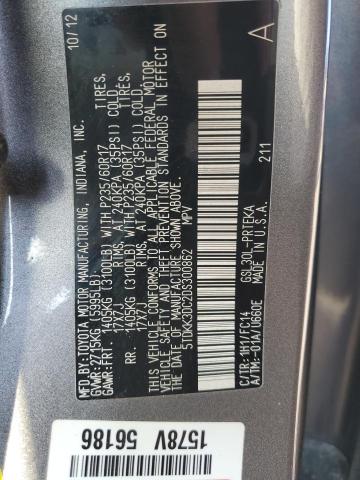 MFD.BY:TOYOTA MOTOR MANUFACTURING, INDIANA, INC.
10/12
GVWR:2715KG (5995LB)
GAWR:FRT. 1405KG (3100LB) WITH P235/60R17 TIRES,
17X7J RIMS, AT 240KPA (35PSI) COLD
RR. 1405KG (3100LB) WITH P235/60R17 TIRES,
17X7J RIMS, AT 240KPA (35PSI) COLD
THIS VEHICLE CONFORMS TO ALL APPLICABLE FEDERAL MOTOR
VEHICLE SAFETY AND THEFT PREVENTION STANDARDS IN EFFECT ON
THE DATE OF MANUFACTURE SHOWN ABOVE.
5TDKK3DC2DS300862 MPV
A
211
C/TR:1H1/FC14 GSL30L-PRTEKA
A/TM:-01A/U660E MADE IN U.S.A.
1578V 56186